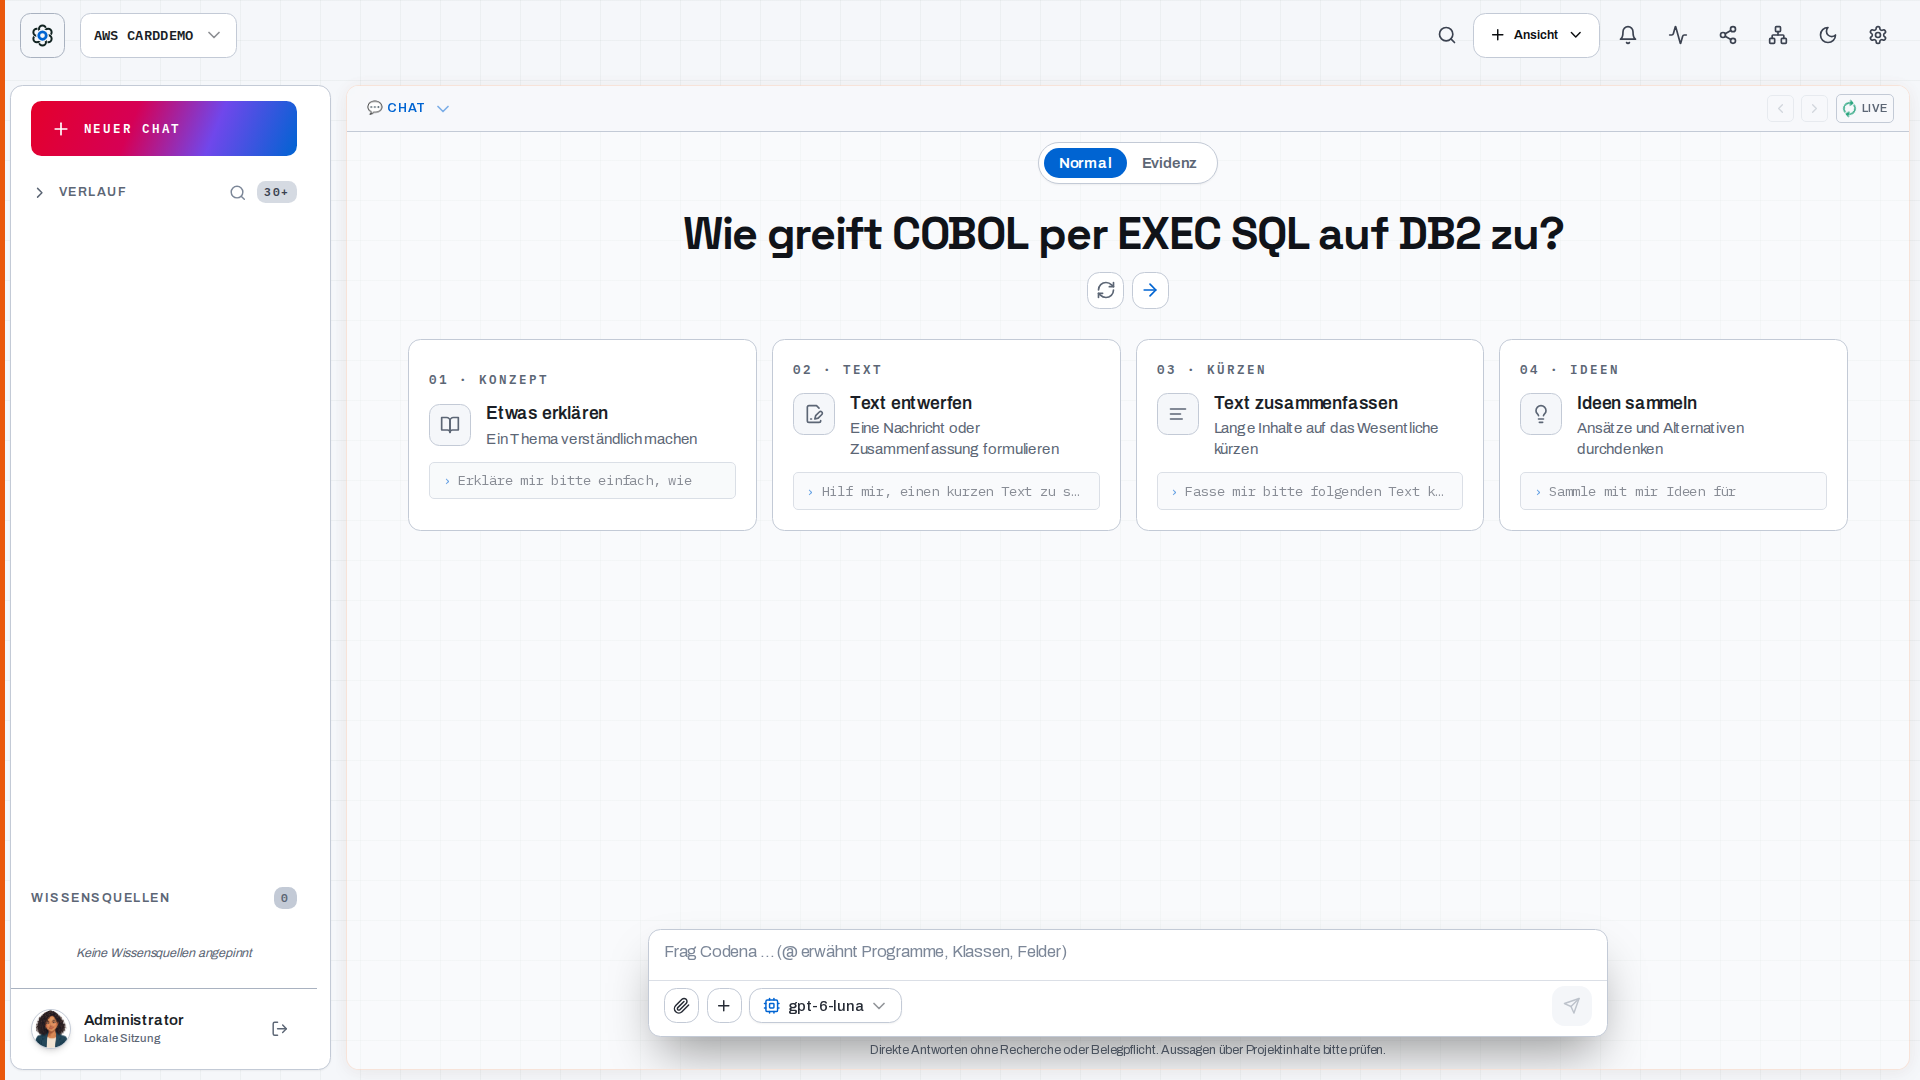 AWS CARDDEMO
Ansicht
NEUER CHAT
VERLAUF
30+
WISSENSQUELLEN
0
Keine Wissensquellen angepinnt
Administrator
Lokale Sitzung
CHAT
LIVE
Normal
Evidenz
Wie greift COBOL per EXEC SQL auf DB2 zu?
01 · KONZEPT
Etwas erklären
Ein Thema verständlich machen
› Erkläre mir bitte einfach, wie
02 · TEXT
Text entwerfen
Eine Nachricht oder
Zusammenfassung formulieren
› Hilf mir, einen kurzen Text zu s…
03 · KÜRZEN
Text zusammenfassen
Lange Inhalte auf das Wesentliche
kürzen
› Fasse mir bitte folgenden Text k…
04 · IDEEN
Ideen sammeln
Ansätze und Alternativen
durchdenken
› Sammle mit mir Ideen für
Frag Codena … (@ erwähnt Programme, Klassen, Felder)
gpt-6-luna
Direkte Antworten ohne Recherche oder Belegpflicht. Aussagen über Projektinhalte bitte prüfen.